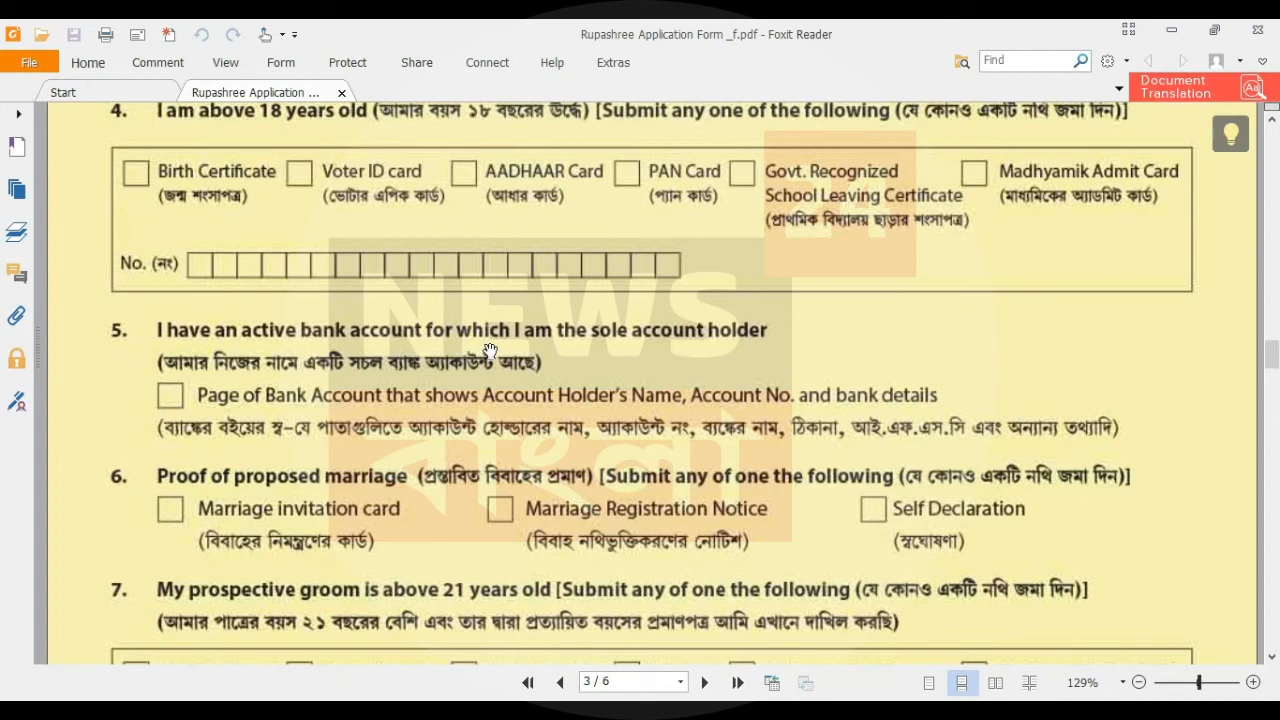 Rupashree Application Form _f.pdf - Foxit Reader
File Home Comment View Form Protect Share Connect Help Extras
Find
Start
Rupashree Application ...
Document
Translation
4. I am above 18 years old (আমার বয়স ১৮ বছরের উর্দ্ধে) [Submit any one of the following (যে কোনও একটি নথি জমা দিন)]
Birth Certificate Voter ID card AADHAAR Card PAN Card Govt. Recognized Madhyamik Admit Card
(জন্ম শংসাপত্র) (ভোটার এপিক কার্ড) (আধার কার্ড) (প্যান কার্ড) School Leaving Certificate (মাধ্যমিকের অ্যাডমিট কার্ড)
(প্রাথমিক বিদ্যালয় ছাড়ার শংসাপত্র)
No. (নং)
5. I have an active bank account for which I am the sole account holder
(আমার নিজের নামে একটি সচল ব্যাঙ্ক অ্যাকাউন্ট আছে)
Page of Bank Account that shows Account Holder's Name, Account No. and bank details
(ব্যাঙ্কের বইয়ের স্ব-যে পাতাগুলিতে অ্যাকাউন্ট হোল্ডারের নাম, অ্যাকাউন্ট নং, ব্যঙ্কের নাম, ঠিকানা, আই.এফ.এস.সি এবং অন্যান্য তথ্যাদি)
6. Proof of proposed marriage (প্রস্তাবিত বিবাহের প্রমাণ) [Submit any of one the following (যে কোনও একটি নথি জমা দিন)]
Marriage invitation card Marriage Registration Notice Self Declaration
(বিবাহের নিমন্ত্রণের কার্ড) (বিবাহ নথিভুক্তিকরণের নোটিশ) (স্বঘোষণা)
7. My prospective groom is above 21 years old [Submit any of one the following (যে কোনও একটি নথি জমা দিন)]
(আমার পাত্রের বয়স ২১ বছরের বেশি এবং তার দ্বারা প্রত্যায়িত বয়সের প্রমাণপত্র আমি এখানে দাখিল করছি)
24
NEWS
বাংলা
3 / 6
129%